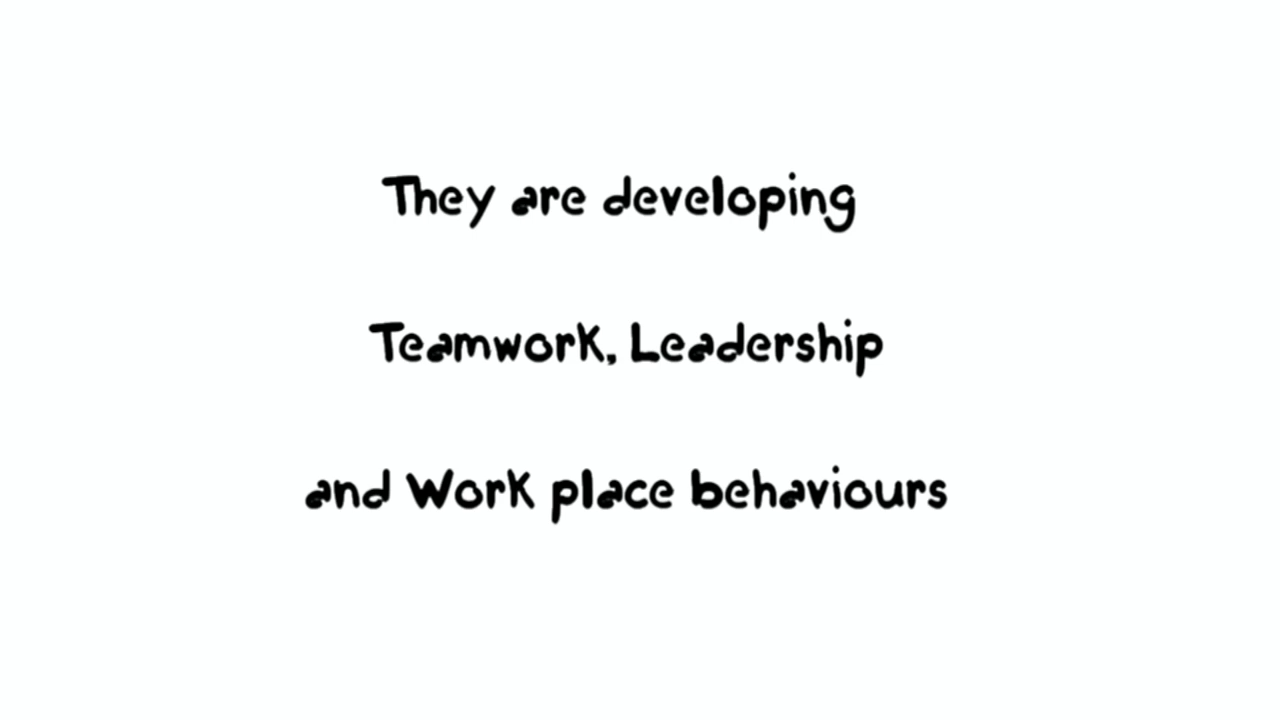 They are developing
Teamwork, Leadership
and Work place behaviours